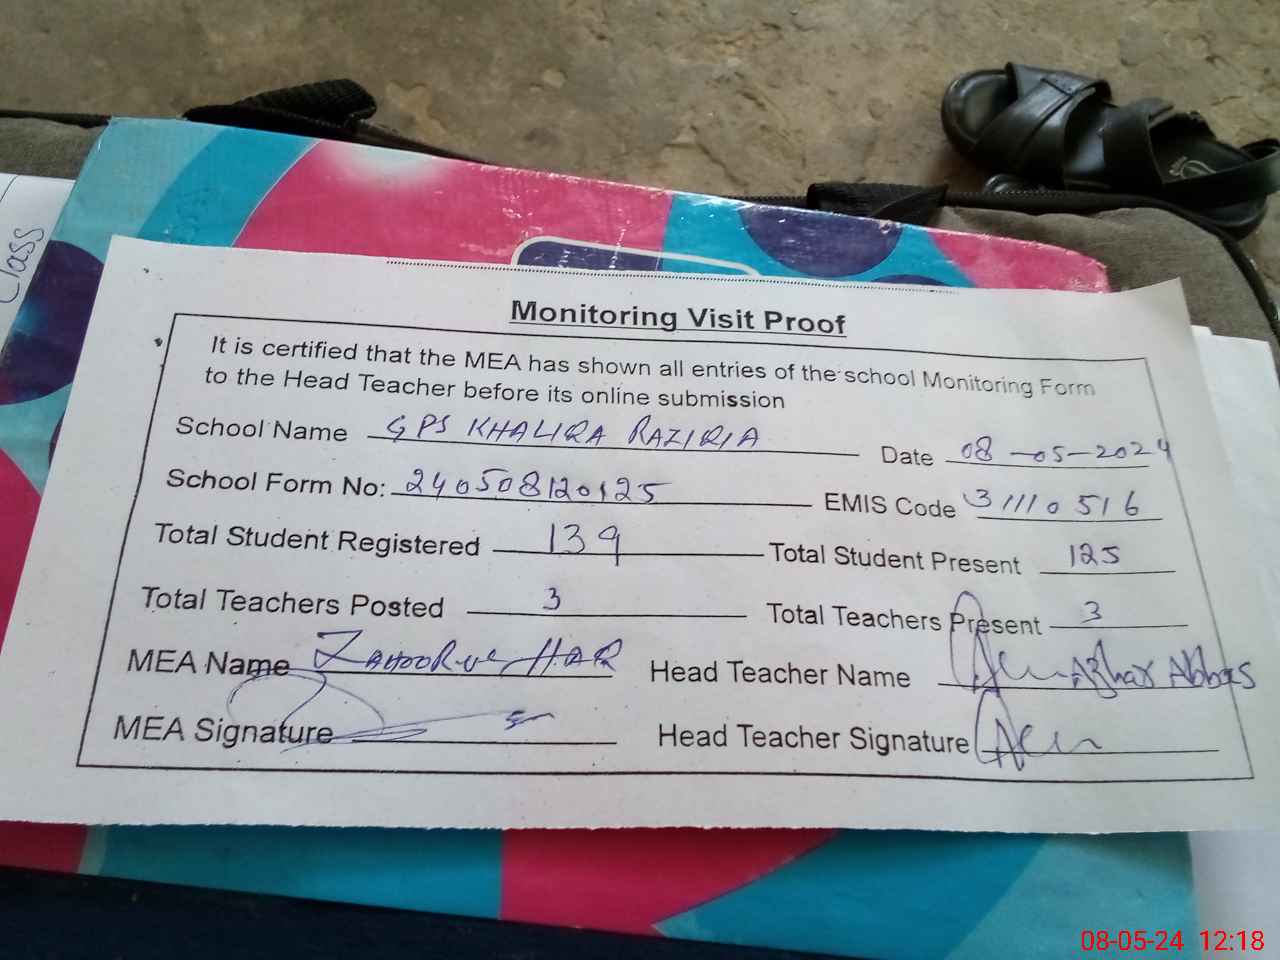 Class
Monitoring Visit Proof
It is certified that the MEA has shown all entries of the school Monitoring Form
to the Head Teacher before its online submission
School Name GPS KHALIRA RAZIRIA Date 08-05-2024
School Form No: 240508120125 EMIS Code 31110516
Total Student Registered 139 Total Student Present 125
Total Teachers Posted 3 Total Teachers Present 3
MEA Name ZAHOOR-UL-HAQ Head Teacher Name Azhar Abbas
MEA Signature Head Teacher Signature
08-05-24 12:18